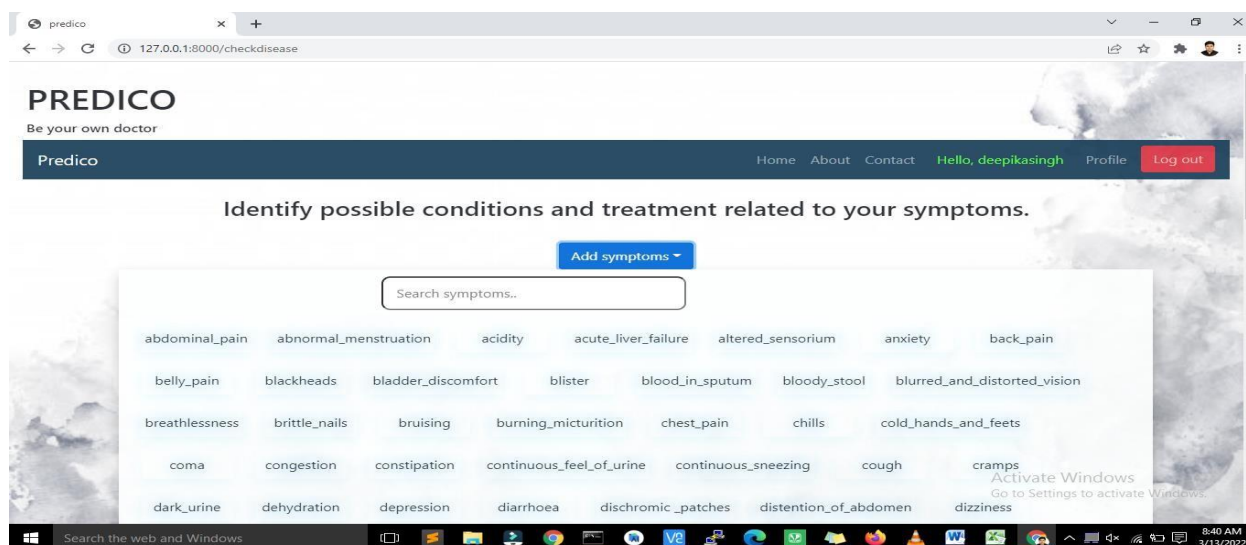 predico
127.0.0.1:8000/checkdisease
PREDICO
Be your own doctor
Predico Home About Contact Hello, deepikasingh Profile Log out
Identify possible conditions and treatment related to your symptoms.
Add symptoms
Search symptoms..
abdominal_pain abnormal_menstruation acidity acute_liver_failure altered_sensorium anxiety back_pain
belly_pain blackheads bladder_discomfort blister blood_in_sputum bloody_stool blurred_and_distorted_vision
breathlessness brittle_nails bruising burning_micturition chest_pain chills cold_hands_and_feets
coma congestion constipation continuous_feel_of_urine continuous_sneezing cough cramps
Activate Windows
Go to Settings to activate Windows.
dark_urine dehydration depression diarrhoea dischromic _patches distention_of_abdomen dizziness
Search the web and Windows
8:40 AM
3/13/2022